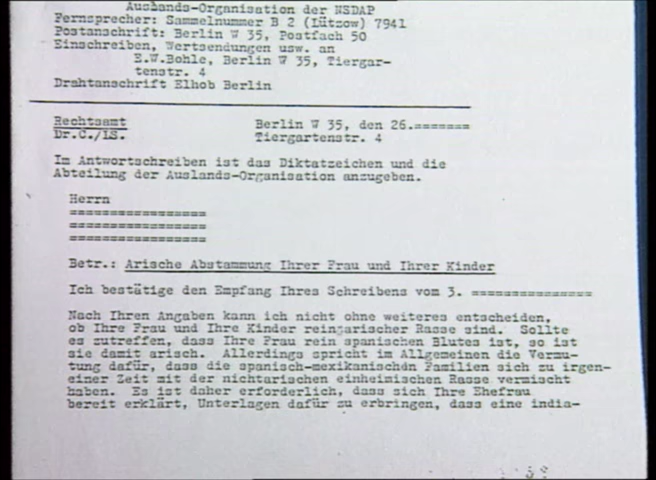 Auslands-Organisation der NSDAP
Fernsprecher: Sammelnummer B 2 (Lützow) 7941
Postanschrift: Berlin W 35, Postfach 50
Einschreiben, Wertsendungen usw. an
E.W.Bohle, Berlin W 35, Tiergar-
tenstr. 4
Drahtanschrift Elhob Berlin
Rechtsamt Berlin W 35, den 26.=======
Dr.C./LS. Tiergartenstr. 4
Im Antwortschreiben ist das Diktatzeichen und die
Abteilung der Auslands-Organisation anzugeben.
Herrn
=================
=================
=================
Betr.: Arische Abstammung Ihrer Frau und Ihrer Kinder
Ich bestätige den Empfang Ihres Schreibens vom 3. ===============
Nach Ihren Angaben kann ich nicht ohne weiteres entscheiden,
ob Ihre Frau und Ihre Kinder reinarischer Rasse sind. Sollte
es zutreffen, dass Ihre Frau rein spanischen Blutes ist, so ist
sie damit arisch. Allerdings spricht im Allgemeinen die Vermu-
tung dafür, dass die spanisch-mexikanischen Familien sich zu irgen-
einer Zeit mit der nichtarischen einheimischen Rasse vermischt
haben. Es ist daher erforderlich, dass sich Ihre Ehefrau
bereit erklärt, Unterlagen dafür zu erbringen, dass eine india-